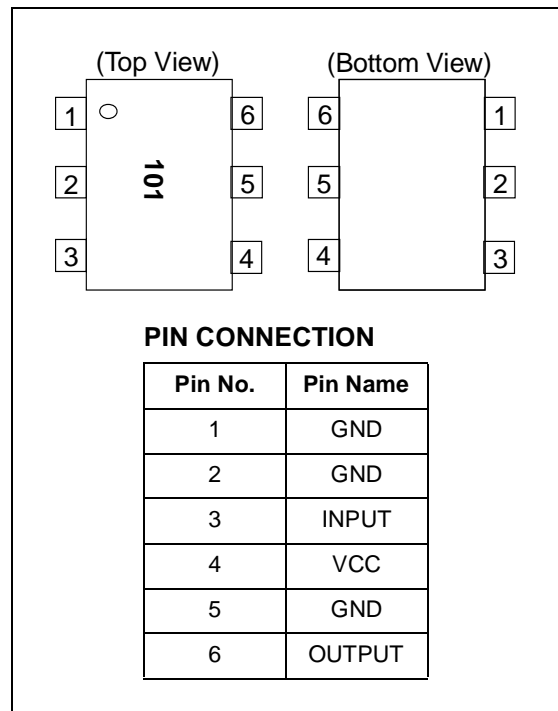 (Top View) (Bottom View)
1 6 6 1
2 101 5 5 2
3 4 4 3
PIN CONNECTION
Pin No. Pin Name
1 GND
2 GND
3 INPUT
4 VCC
5 GND
6 OUTPUT